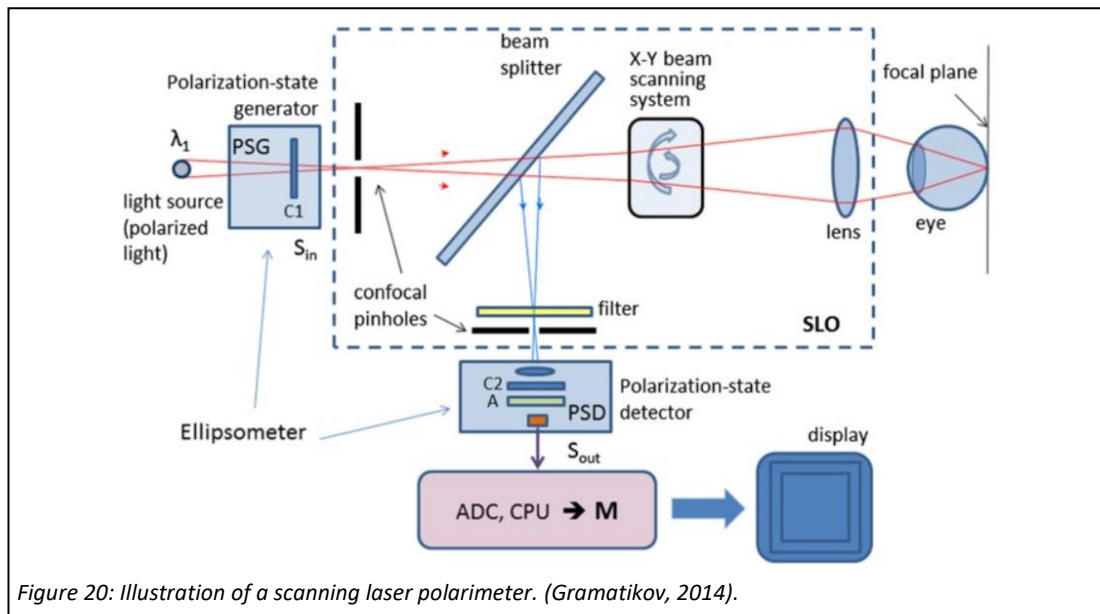 beam
splitter
X-Y beam
scanning
system
focal plane
Polarization-state
generator
λ1
PSG
C1
light source
(polarized
light)
Sin
lens
eye
confocal
pinholes
filter
SLO
C2
A
PSD
Polarization-state
detector
Ellipsometer
Sout
display
ADC, CPU ➔ M
Figure 20: Illustration of a scanning laser polarimeter. (Gramatikov, 2014).